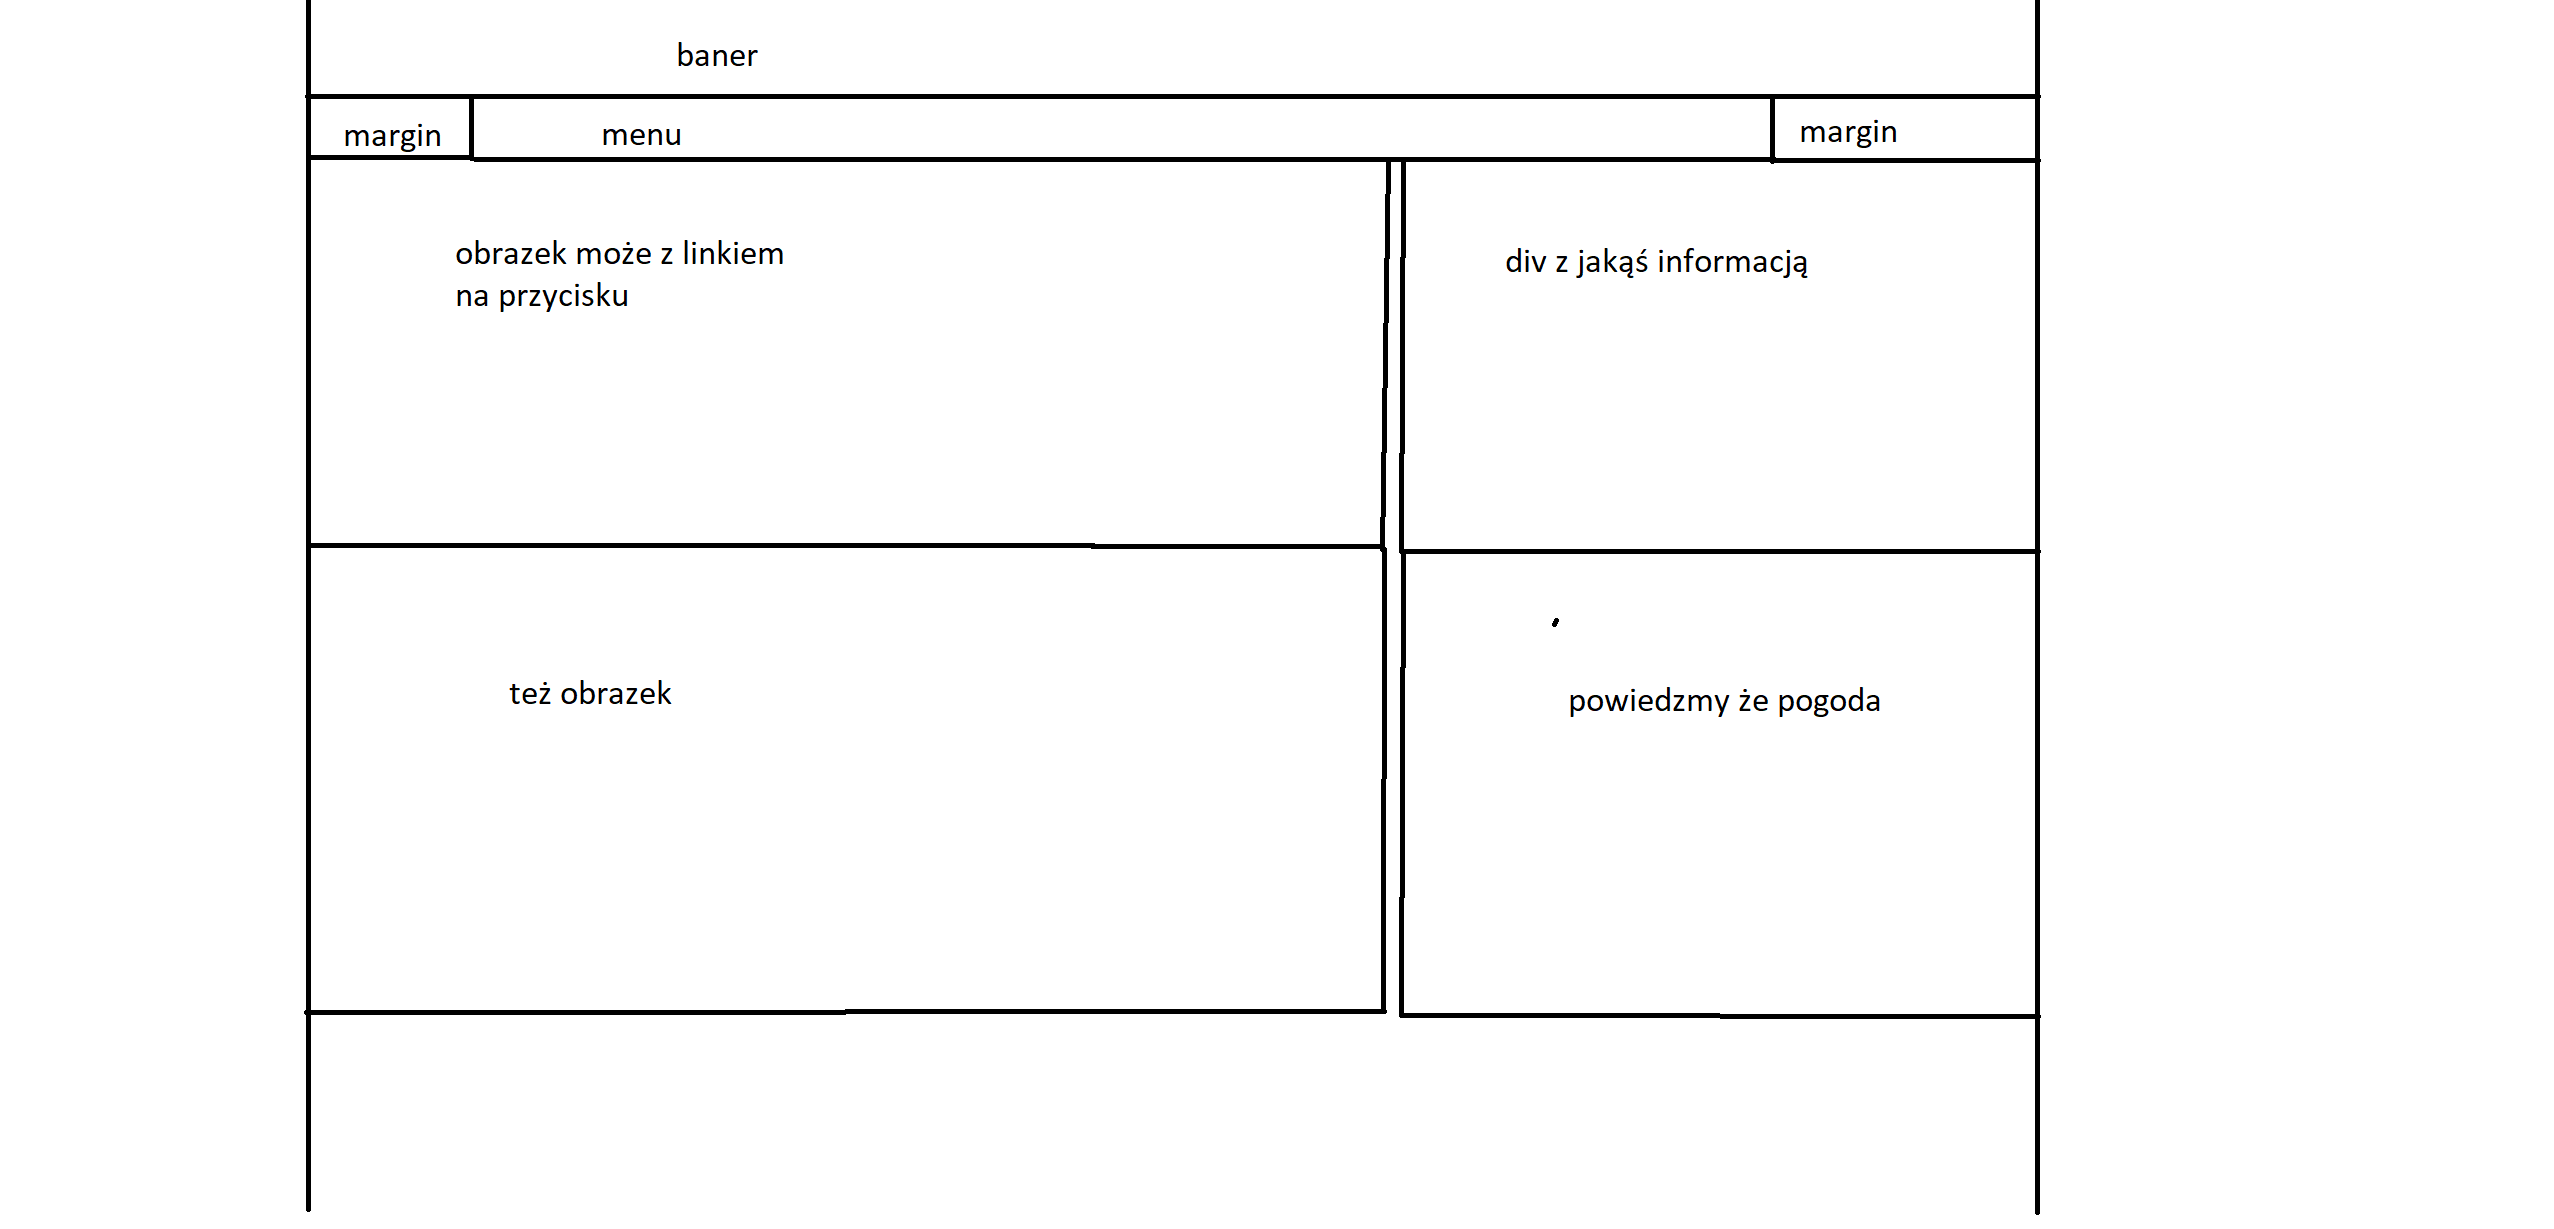 baner
margin
menu
margin
obrazek może z linkiem
na przycisku
div z jakąś informacją
też obrazek
powiedzmy że pogoda